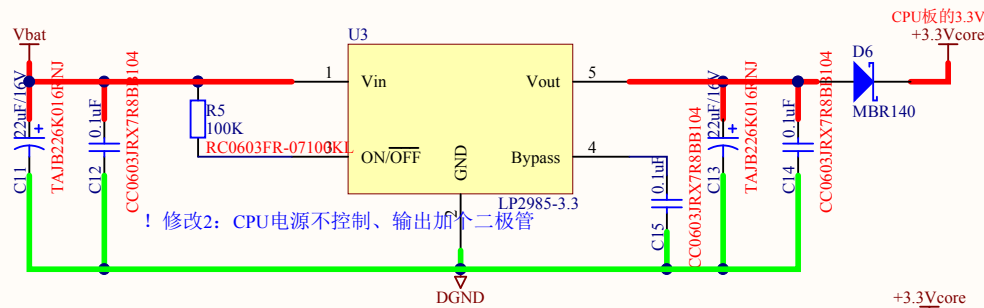 CPU板的3.3V
Vbat
U3
+3.3Vcore
D6
1
Vin
Vout
5
MBR140
R5
100K
RC0603FR-07100KL
3
ON/OFF
GND
Bypass
4
2
LP2985-3.3
C11
22uF/16V
+
TAJB226K016RNJ
C12
0.1uF
CC0603JRX7R8BB104
C15
0.1uF
CC0603JRX7R8BB104
C13
22uF/16V
+
TAJB226K016RNJ
C14
0.1uF
CC0603JRX7R8BB104
！修改2：CPU电源不控制、输出加个二极管
DGND
+3.3Vcore